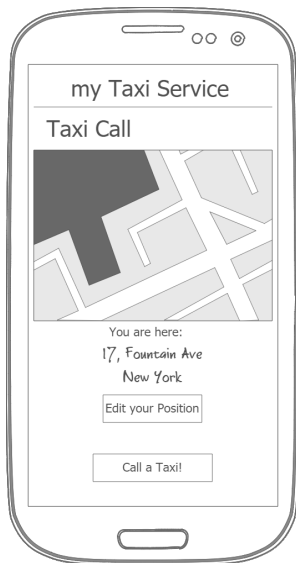 my Taxi Service
Taxi Call
You are here:
17, Fountain Ave
New York
Edit your Position
Call a Taxi!